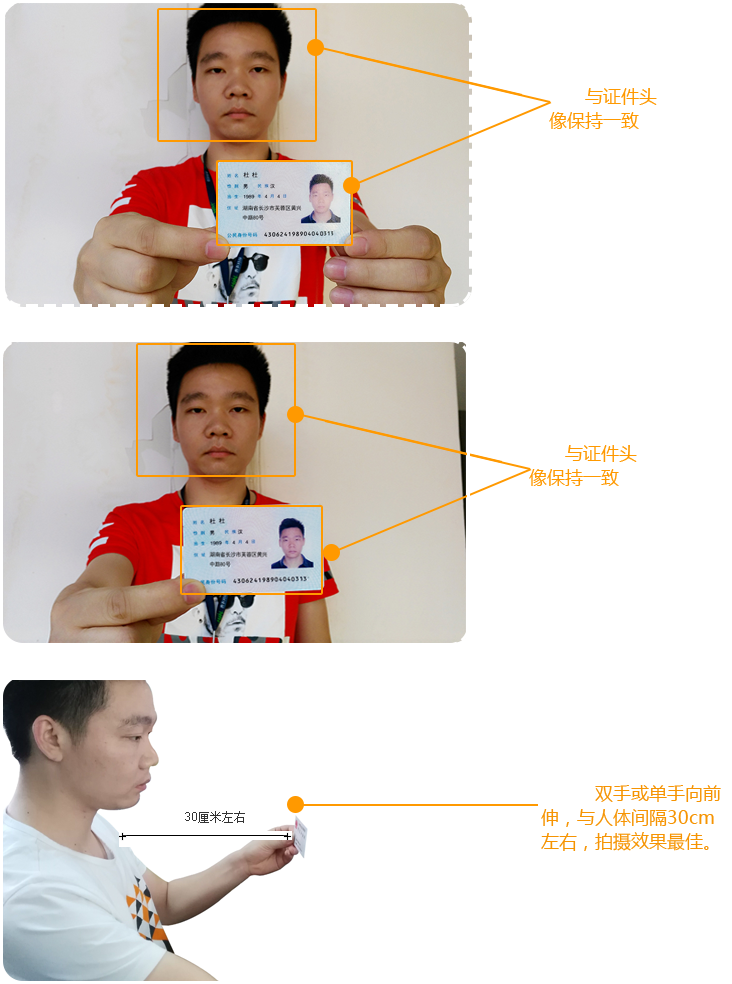 与证件头
像保持一致
姓 名 杜 杜
性 别 男 民 族 汉
出 生 1989 年 4 月 4 日
住 址 湖南省长沙市芙蓉区黄兴
中路80号
公民身份号码
与证件头
像保持一致
姓 名 杜 杜
性 别 男 民 族 汉
出 生 1989 年 4 月 4 日
住 址 湖南省长沙市芙蓉区黄兴
中路80号
民身份号码
30厘米左右
双手或单手向前
伸，与人体间隔30cm
左右，拍摄效果最佳。